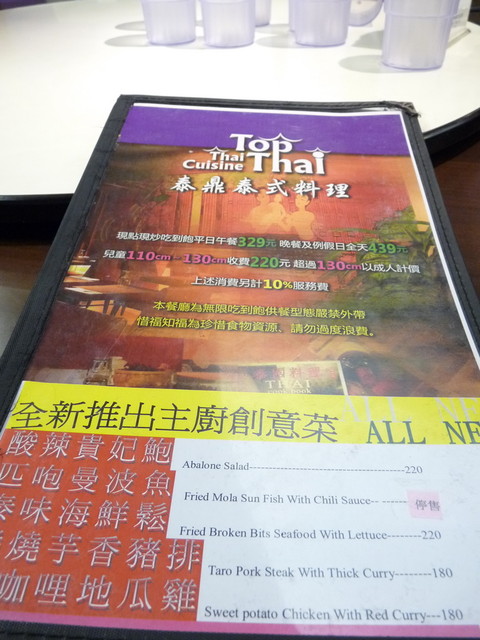 Top
Thai
Thai
Cuisine
泰鼎泰式料理
現點現炒吃到飽平日午餐329元 晚餐及例假日全天439元
兒童110cm - 130cm收費220元 超過130cm以成人計價
上述消費另計10%服務費
本餐廳為無限吃到飽供餐型態嚴禁外帶
惜福知福為珍惜食物資源、請勿過度浪費。
THAI
全新推出主廚創意菜 ALL NE
酸辣貴妃鮑
Abalone Salad----------------------------------------220
匹咆曼波魚
Fried Mola Sun Fish With Chili Sauce-- ------- 停售
味海鮮鬆
Fried Broken Bits Seafood With Lettuce--------220
燒芋香豬排
Taro Pork Steak With Thick Curry--------180
咖哩地瓜雞
Sweet potato Chicken With Red Curry---180